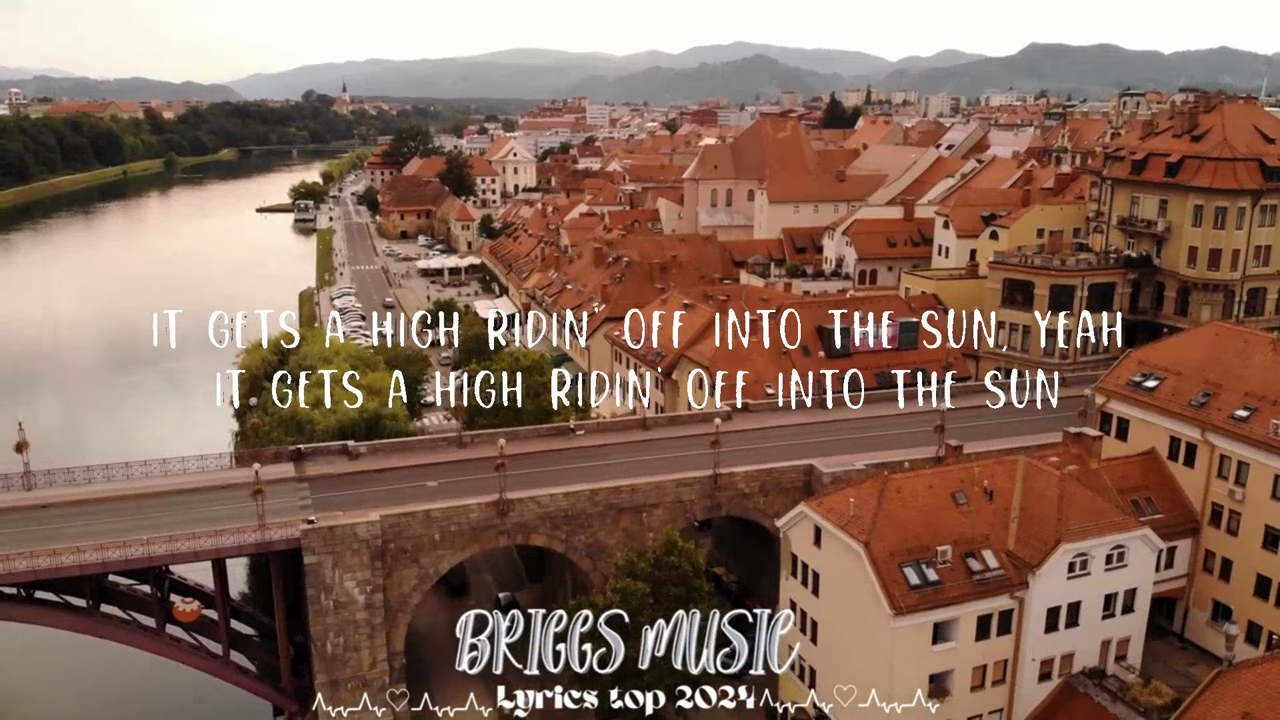 IT GETS A HIGH RIDIN' OFF INTO THE SUN, YEAH
IT GETS A HIGH RIDIN' OFF INTO THE SUN
BRIGGS MUSIC
Lyrics top 2024